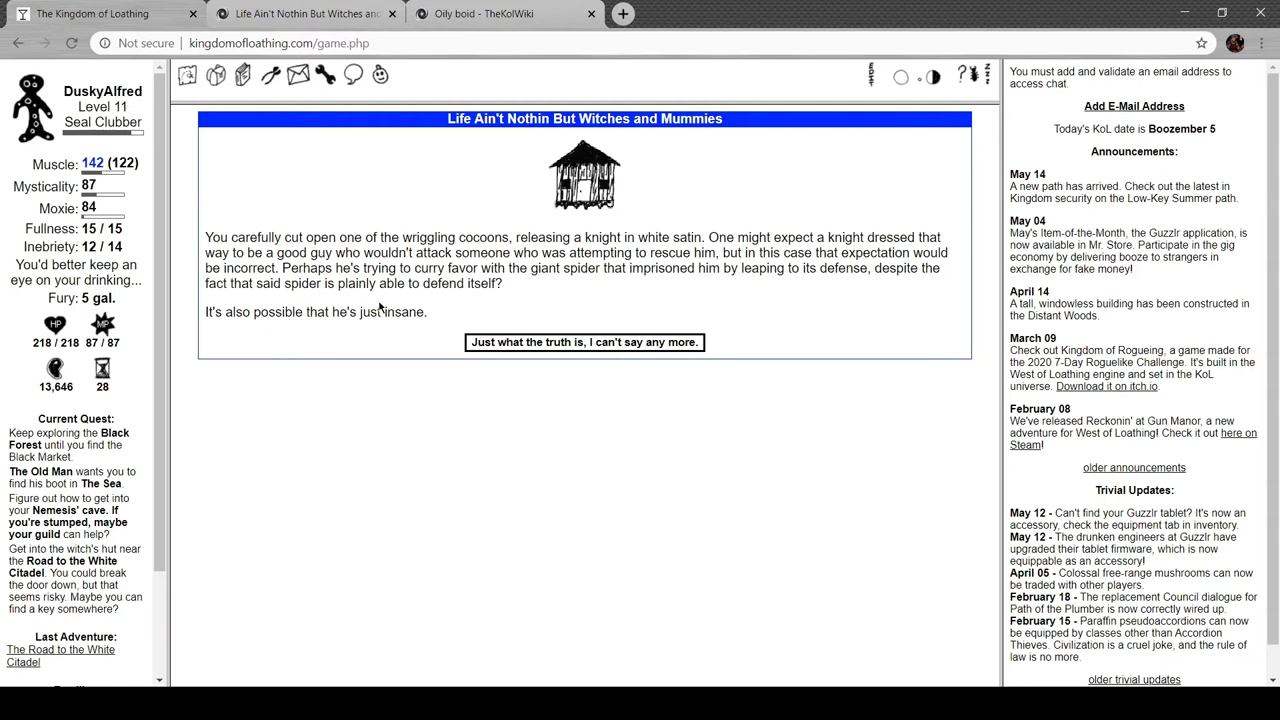 The Kingdom of Loathing
Life Ain't Nothin But Witches and
Oily boid - TheKolWiki
Not secure | kingdomofloathing.com/game.php
DuskyAlfred
Level 11
Seal Clubber
Muscle: 142 (122)
Mysticality: 87
Moxie: 84
Fullness: 15 / 15
Inebriety: 12 / 14
You'd better keep an
eye on your drinking...
Fury: 5 gal.
HP
MP
218 / 218
87 / 87
13,646
28
Current Quest:
Keep exploring the Black
Forest until you find the
Black Market.
The Old Man wants you to
find his boot in The Sea.
Figure out how to get into
your Nemesis' cave. If
you're stumped, maybe
your guild can help?
Get into the witch's hut near
the Road to the White
Citadel. You could break
the door down, but that
seems risky. Maybe you can
find a key somewhere?
Last Adventure:
The Road to the White
Citadel
Life Ain't Nothin But Witches and Mummies
You carefully cut open one of the wriggling cocoons, releasing a knight in white satin. One might expect a knight dressed that
way to be a good guy who wouldn't attack someone who was attempting to rescue him, but in this case that expectation would
be incorrect. Perhaps he's trying to curry favor with the giant spider that imprisoned him by leaping to its defense, despite the
fact that said spider is plainly able to defend itself?
It's also possible that he's just insane.
Just what the truth is, I can't say any more.
You must add and validate an email address to
access chat.
Add E-Mail Address
Today's KoL date is Boozember 5
Announcements:
May 14
A new path has arrived. Check out the latest in
Kingdom security on the Low-Key Summer path.
May 04
May's Item-of-the-Month, the Guzzlr application, is
now available in Mr. Store. Participate in the gig
economy by delivering booze to strangers in
exchange for fake money!
April 14
A tall, windowless building has been constructed in
the Distant Woods.
March 09
Check out Kingdom of Rogueing, a game made for
the 2020 7-Day Roguelike Challenge. It's built in the
West of Loathing engine and set in the KoL
universe. Download it on itch.io.
February 08
We've released Reckonin' at Gun Manor, a new
adventure for West of Loathing! Check it out here on
Steam!
older announcements
Trivial Updates:
May 12 - Can't find your Guzzlr tablet? It's now an
accessory, check the equipment tab in inventory.
May 12 - The drunken engineers at Guzzlr have
upgraded their tablet firmware, which is now
equippable as an accessory!
April 05 - Colossal free-range mushrooms can now
be traded with other players.
February 18 - The replacement Council dialogue for
Path of the Plumber is now correctly wired up.
February 15 - Paraffin pseudoaccordions can now
be equipped by classes other than Accordion
Thieves. Civilization is a cruel joke, and the rule of
law is no more.
older trivial updates